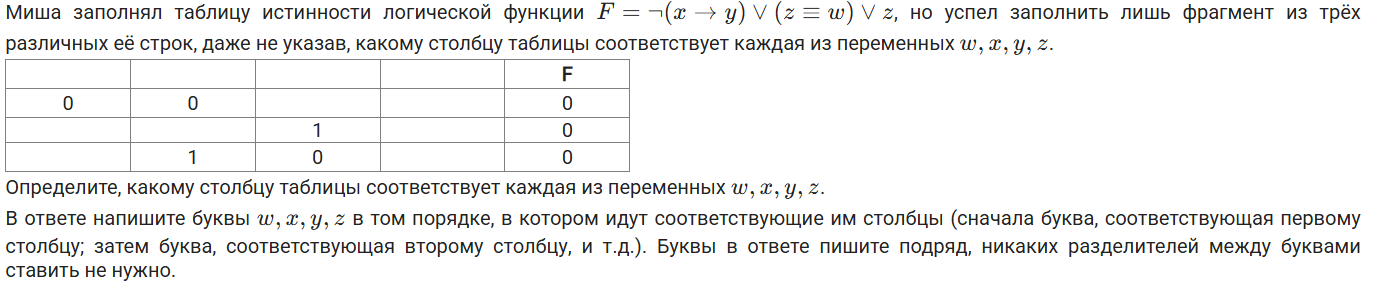 Миша заполнял таблицу истинности логической функции F = ¬(x → y) ∨ (z ≡ w) ∨ z, но успел заполнить лишь фрагмент из трёх
различных её строк, даже не указав, какому столбцу таблицы соответствует каждая из переменных w, x, y, z.
F
0 0 0
1 0
1 0 0
Определите, какому столбцу таблицы соответствует каждая из переменных w, x, y, z.
В ответе напишите буквы w, x, y, z в том порядке, в котором идут соответствующие им столбцы (сначала буква, соответствующая первому
столбцу; затем буква, соответствующая второму столбцу, и т.д.). Буквы в ответе пишите подряд, никаких разделителей между буквами
ставить не нужно.